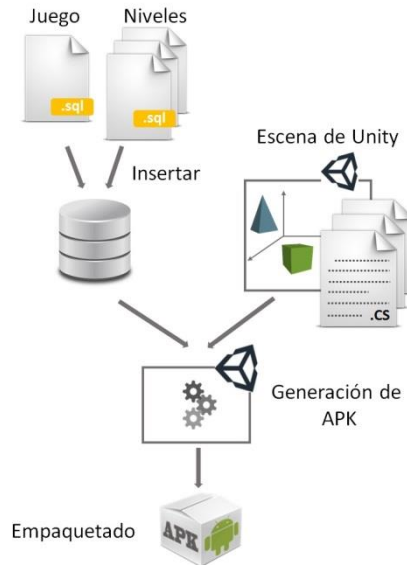 Juego
Niveles
.sql
.sql
Insertar
Escena de Unity
.CS
Generación de
APK
Empaquetado
APK